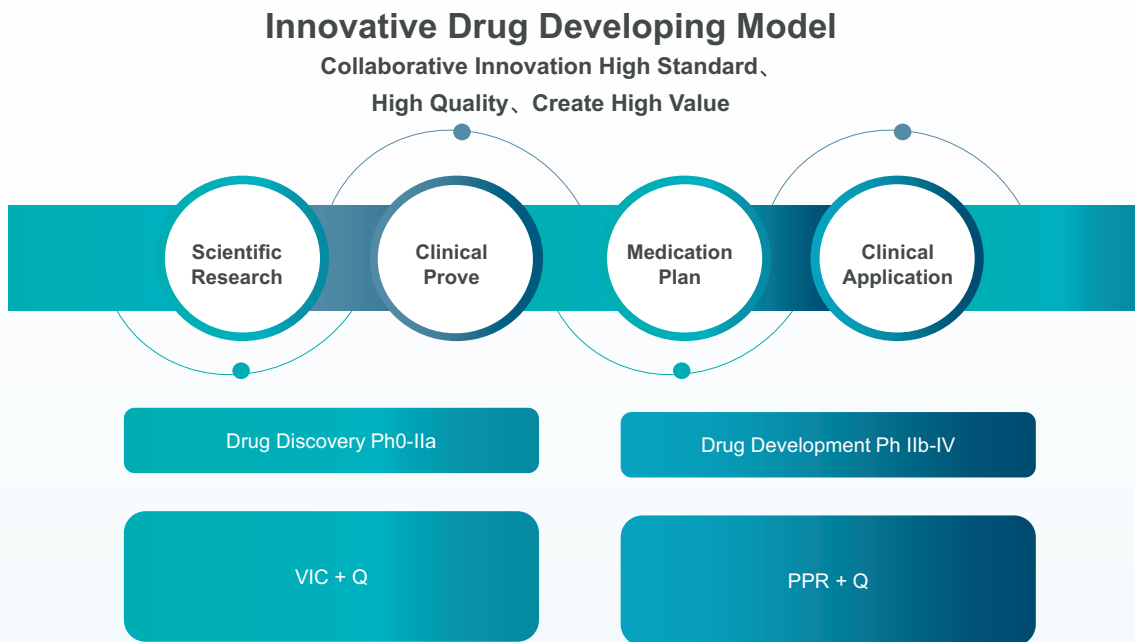 Innovative Drug Developing Model
Collaborative Innovation High Standard、
High Quality、Create High Value
Scientific
Research
Clinical
Prove
Medication
Plan
Clinical
Application
Drug Discovery Ph0-IIa
Drug Development Ph IIb-IV
VIC + Q
PPR + Q